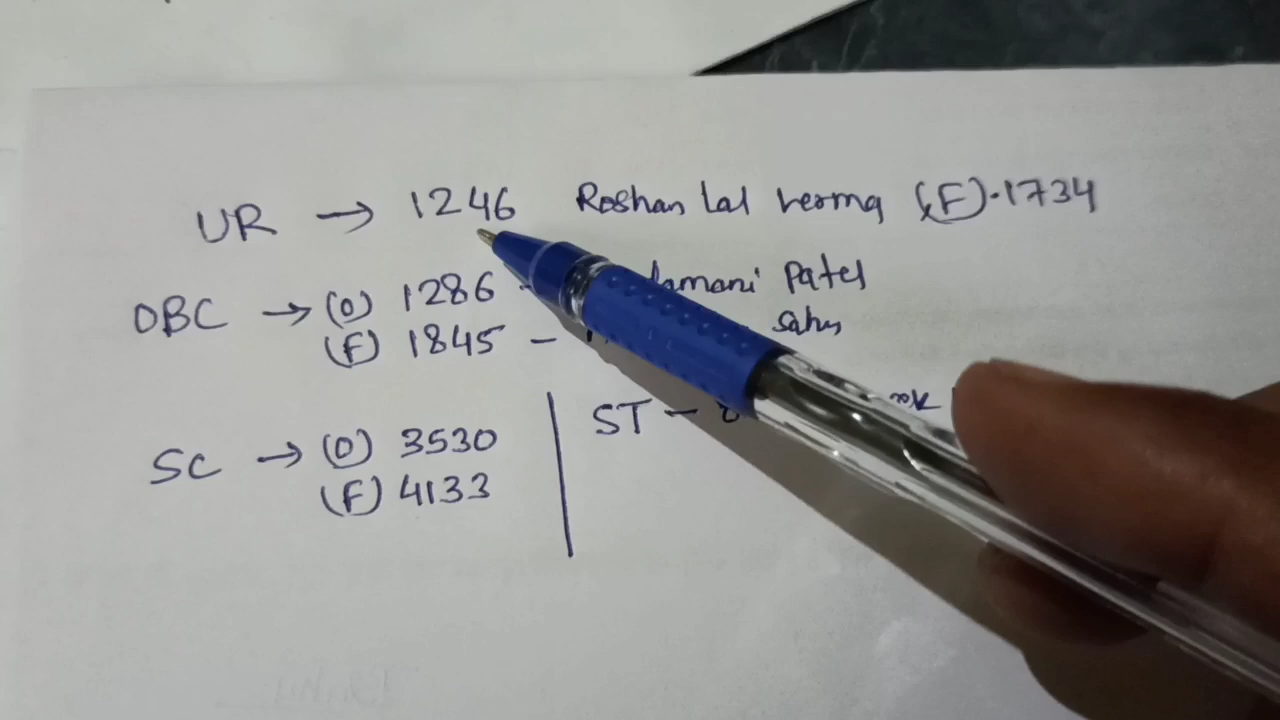 UR → 1246 Roshan Lal verma (F).1734
OBC → (O) 1286 - Patel
(F) 1845 - sahu
SC → (O) 3530
(F) 4133
ST -